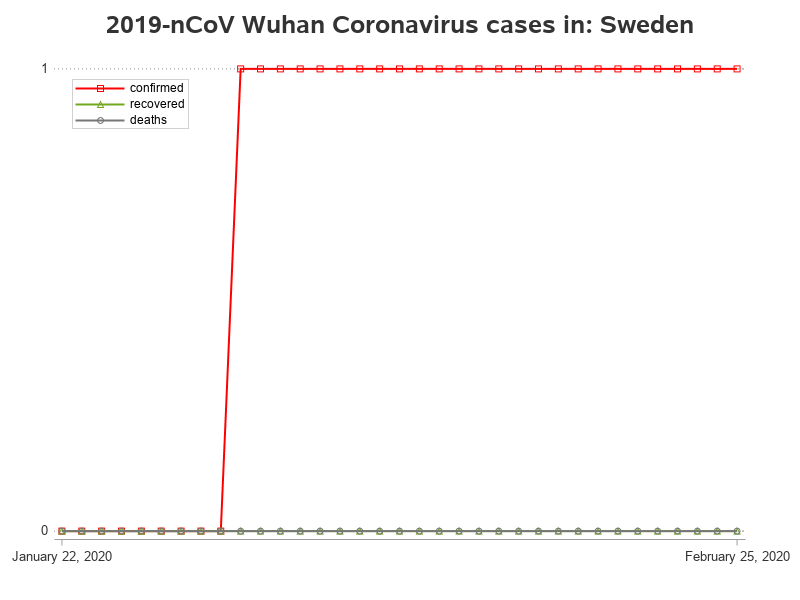 2019-nCoV Wuhan Coronavirus cases in: Sweden
1
confirmed
recovered
deaths
0
January 22, 2020
February 25, 2020